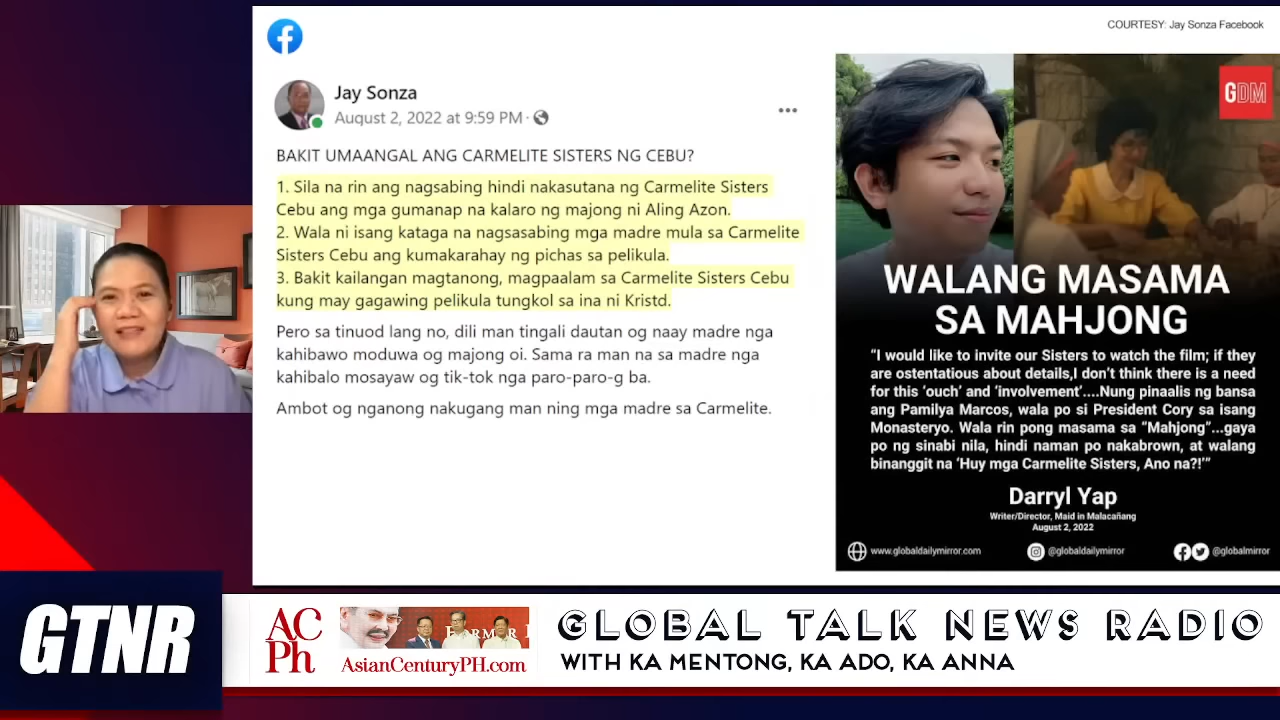 COURTESY: Jay Sonza Facebook
Jay Sonza
August 2, 2022 at 9:59 PM ·
BAKIT UMAANGAL ANG CARMELITE SISTERS NG CEBU?
1. Sila na rin ang nagsabing hindi nakasutana ng Carmelite Sisters
Cebu ang mga gumanap na kalaro ng majong ni Aling Azon.
2. Wala ni isang kataga na nagsasabing mga madre mula sa Carmelite
Sisters Cebu ang kumakarahay ng pichas sa pelikula.
3. Bakit kailangan magtanong, magpaalam sa Carmelite Sisters Cebu
kung may gagawing pelikula tungkol sa ina ni Kristd.
Pero sa tinuod lang no, dili man tingali dautan og naay madre nga
kahibawo moduwa og majong oi. Sama ra man na sa madre nga
kahibalo mosayaw og tik-tok nga paro-paro-g ba.
Ambot og nganong nakugang man ning mga madre sa Carmelite.
GDM
WALANG MASAMA
SA MAHJONG
“I would like to invite our Sisters to watch the film; if they
are ostentatious about details,I don’t think there is a need
for this ‘ouch’ and ‘involvement’....Nung pinaalis ng bansa
ang Pamilya Marcos, wala po si President Cory sa isang
Monasteryo. Wala rin pong masama sa “Mahjong”...gaya
po ng sinabi nila, hindi naman po nakabrown, at walang
binanggit na ‘Huy mga Carmelite Sisters, Ano na?!’”
Darryl Yap
Writer/Director, Maid in Malacañang
August 2, 2022
www.globaldailymirror.com
@globaldailymirror
@globalmirror
GTNR
AC
Ph
FORMER
AsianCenturyPH.com
GLOBAL TALK NEWS RADIO
WITH KA MENTONG, KA ADO, KA ANNA